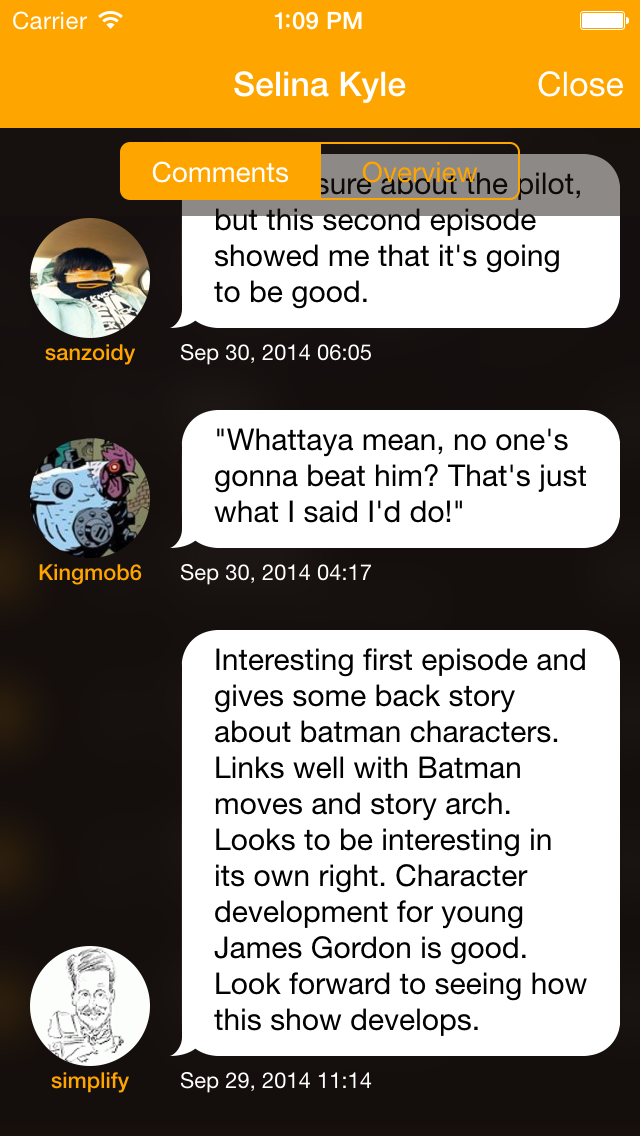 Carrier 1:09 PM
Selina Kyle Close
Comments Overview
sure about the pilot,
but this second episode
showed me that it's going
to be good.
sanzoidy Sep 30, 2014 06:05
"Whattaya mean, no one's
gonna beat him? That's just
what I said I'd do!"
Kingmob6 Sep 30, 2014 04:17
Interesting first episode and
gives some back story
about batman characters.
Links well with Batman
moves and story arch.
Looks to be interesting in
its own right. Character
development for young
James Gordon is good.
Look forward to seeing how
this show develops.
simplify Sep 29, 2014 11:14